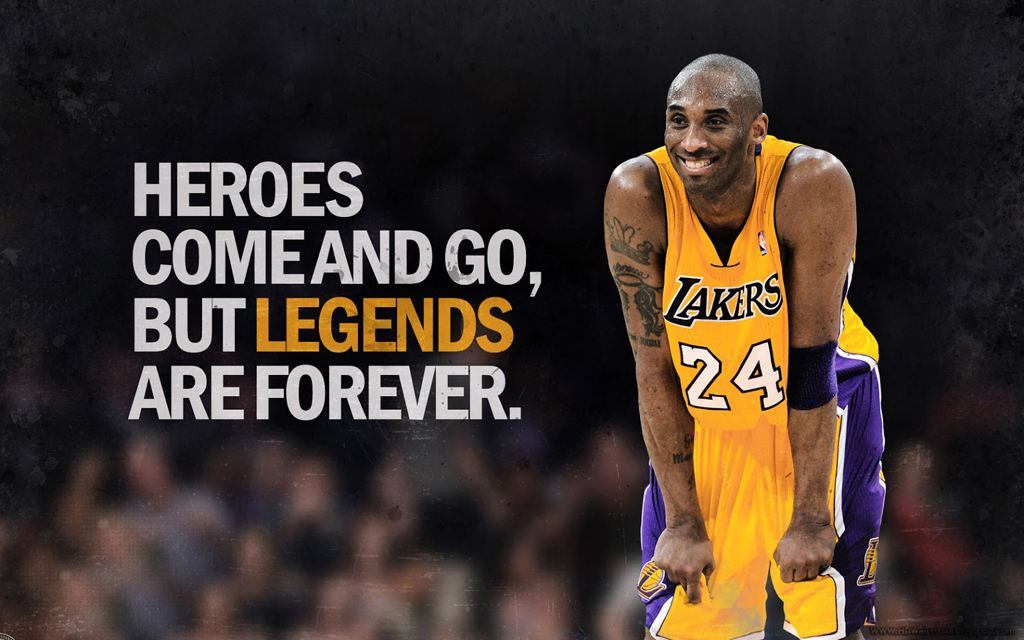 HEROES
COME AND GO,
BUT LEGENDS
ARE FOREVER.
LAKERS
24